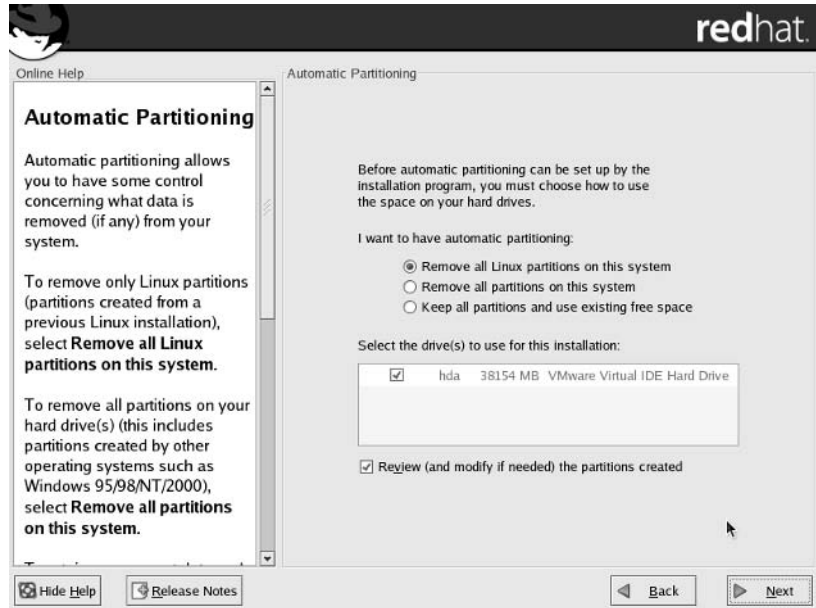 redhat.
Online Help
Automatic Partitioning
Automatic partitioning allows
you to have some control
concerning what data is
removed (if any) from your
system.
To remove only Linux partitions
(partitions created from a
previous Linux installation),
select Remove all Linux
partitions on this system.
To remove all partitions on your
hard drive(s) (this includes
partitions created by other
operating systems such as
Windows 95/98/NT/2000),
select Remove all partitions
on this system.
Automatic Partitioning
Before automatic partitioning can be set up by the
installation program, you must choose how to use
the space on your hard drives.
I want to have automatic partitioning:
Remove all Linux partitions on this system
Remove all partitions on this system
Keep all partitions and use existing free space
Select the drive(s) to use for this installation:
hda 38154 MB VMware Virtual IDE Hard Drive
Review (and modify if needed) the partitions created
Hide Help
Release Notes
Back
Next